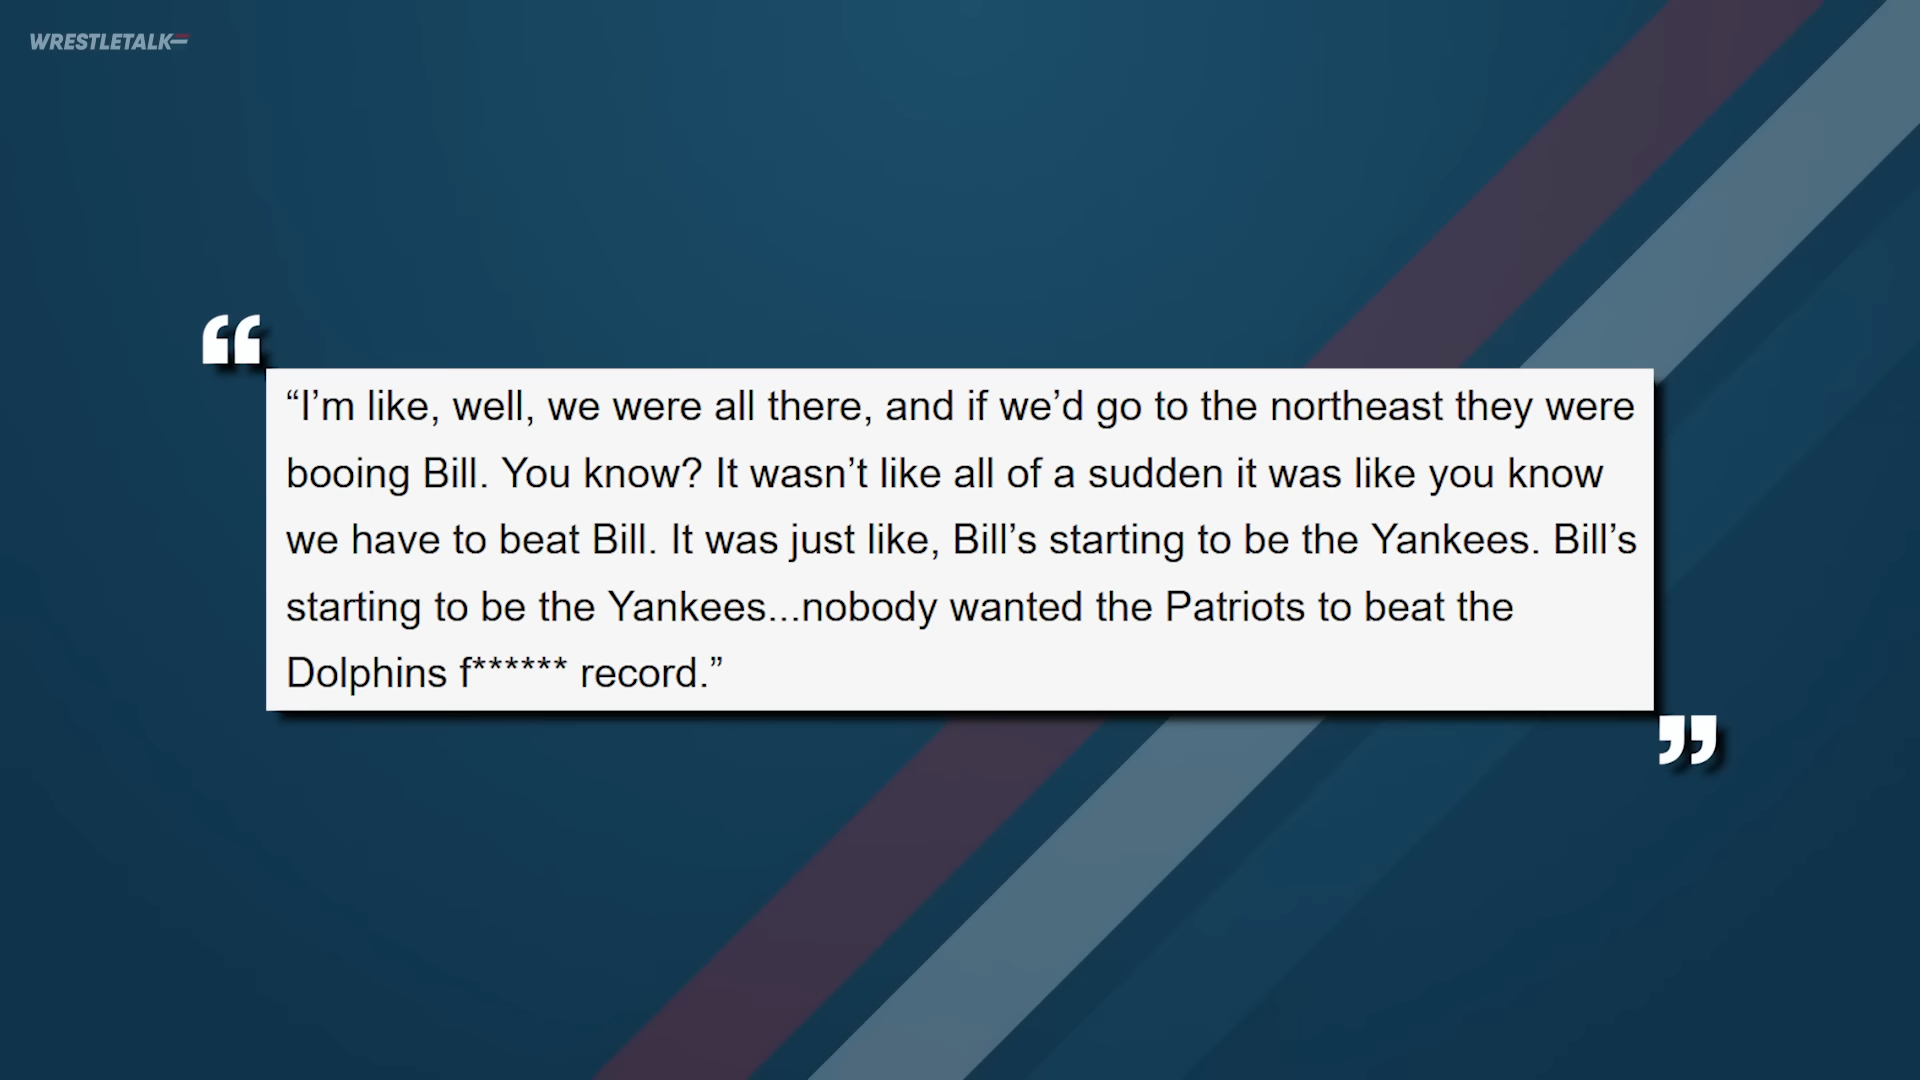 WRESTLETALK
“
“I’m like, well, we were all there, and if we’d go to the northeast they were
booing Bill. You know? It wasn’t like all of a sudden it was like you know
we have to beat Bill. It was just like, Bill’s starting to be the Yankees. Bill’s
starting to be the Yankees...nobody wanted the Patriots to beat the
Dolphins f****** record.”
”